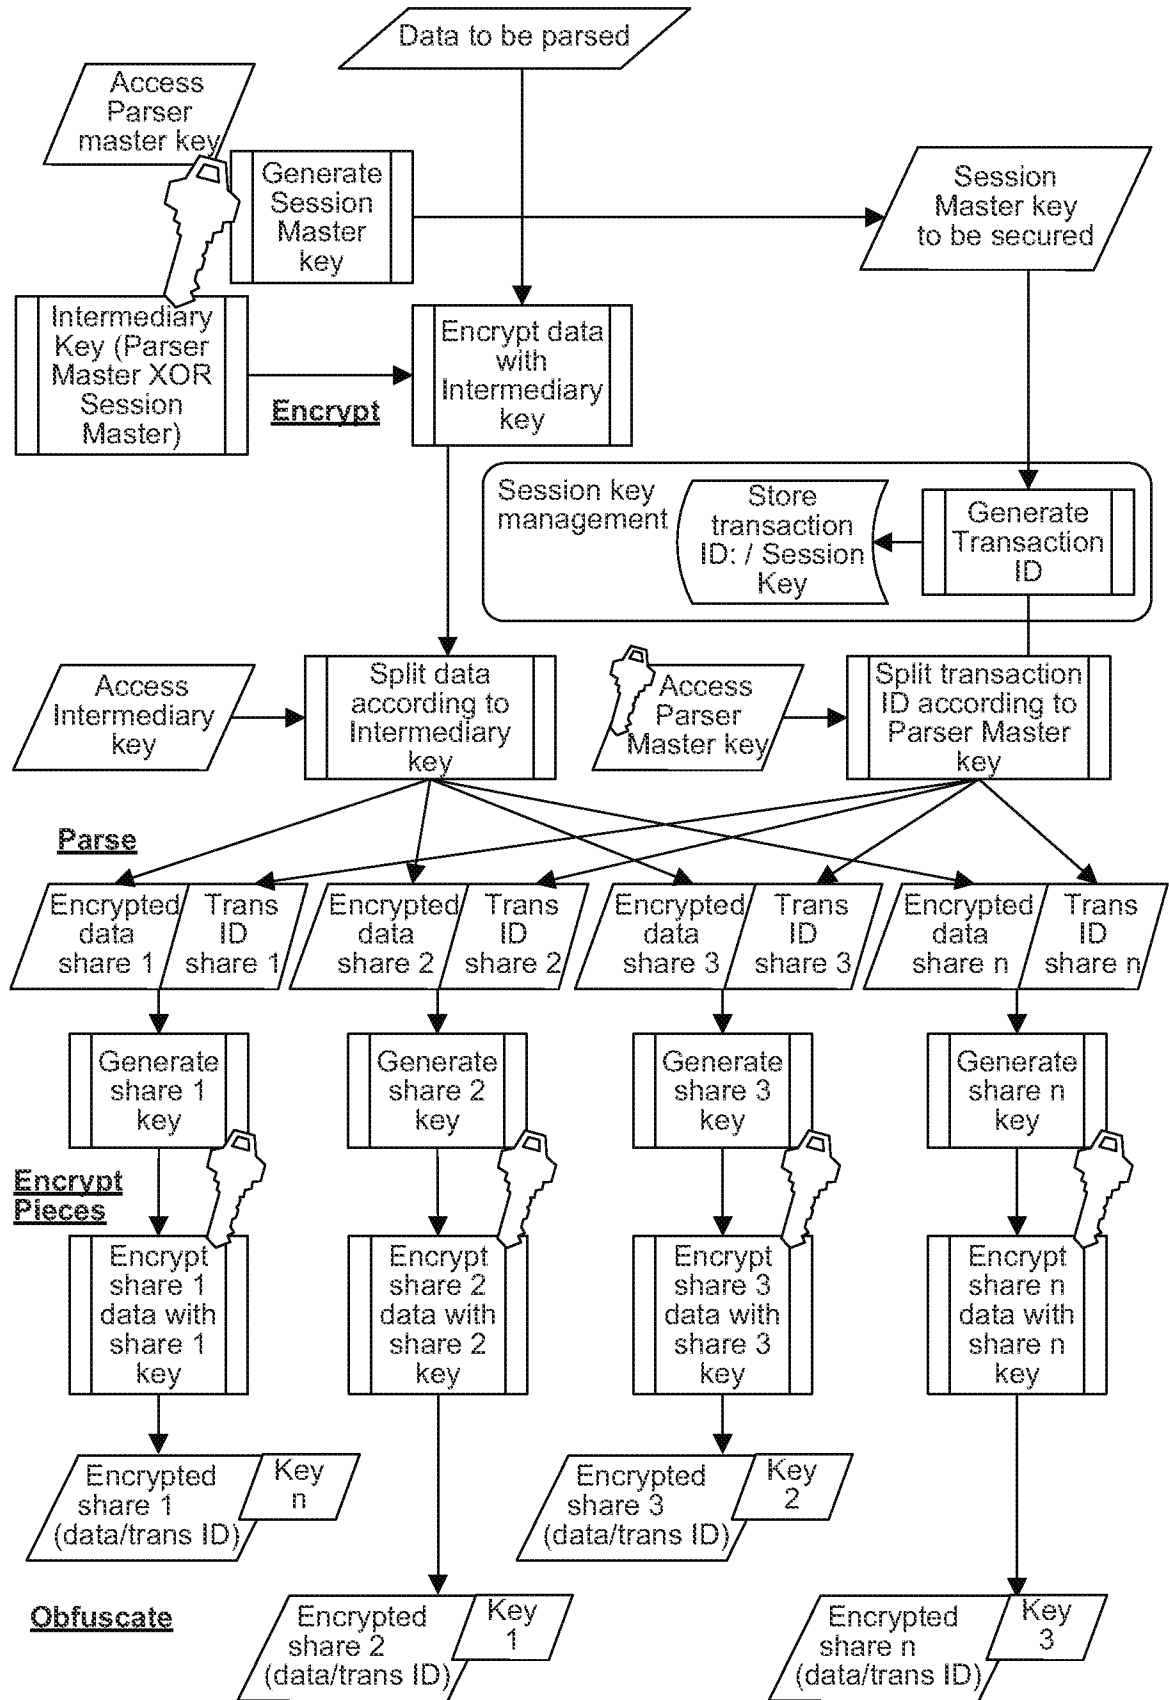 Data to be parsed
Access
Parser
master key
Generate
Session
Master
key
Session
Master key
to be secured
Intermediary
Key (Parser
Master XOR
Session
Master)
Encrypt
Encrypt data
with
Intermediary
key
Session key
management
Store
transaction
ID: / Session
Key
Generate
Transaction
ID
Access
Intermediary
key
Split data
according to
Intermediary
key
Access
Parser
Master key
Split transaction
ID according to
Parser Master
key
Parse
Encrypted
data
share 1
Trans
ID
share 1
Encrypted
data
share 2
Trans
ID
share 2
Encrypted
data
share 3
Trans
ID
share 3
Encrypted
data
share n
Trans
ID
share n
Generate
share 1
key
Generate
share 2
key
Generate
share 3
key
Generate
share n
key
Encrypt
Pieces
Encrypt
share 1
data with
share 1
key
Encrypt
share 2
data with
share 2
key
Encrypt
share 3
data with
share 3
key
Encrypt
share n
data with
share n
key
Encrypted
share 1
(data/trans ID)
Key
n
Encrypted
share 3
(data/trans ID)
Key
2
Obfuscate
Encrypted
share 2
(data/trans ID)
Key
1
Encrypted
share n
(data/trans ID)
Key
3